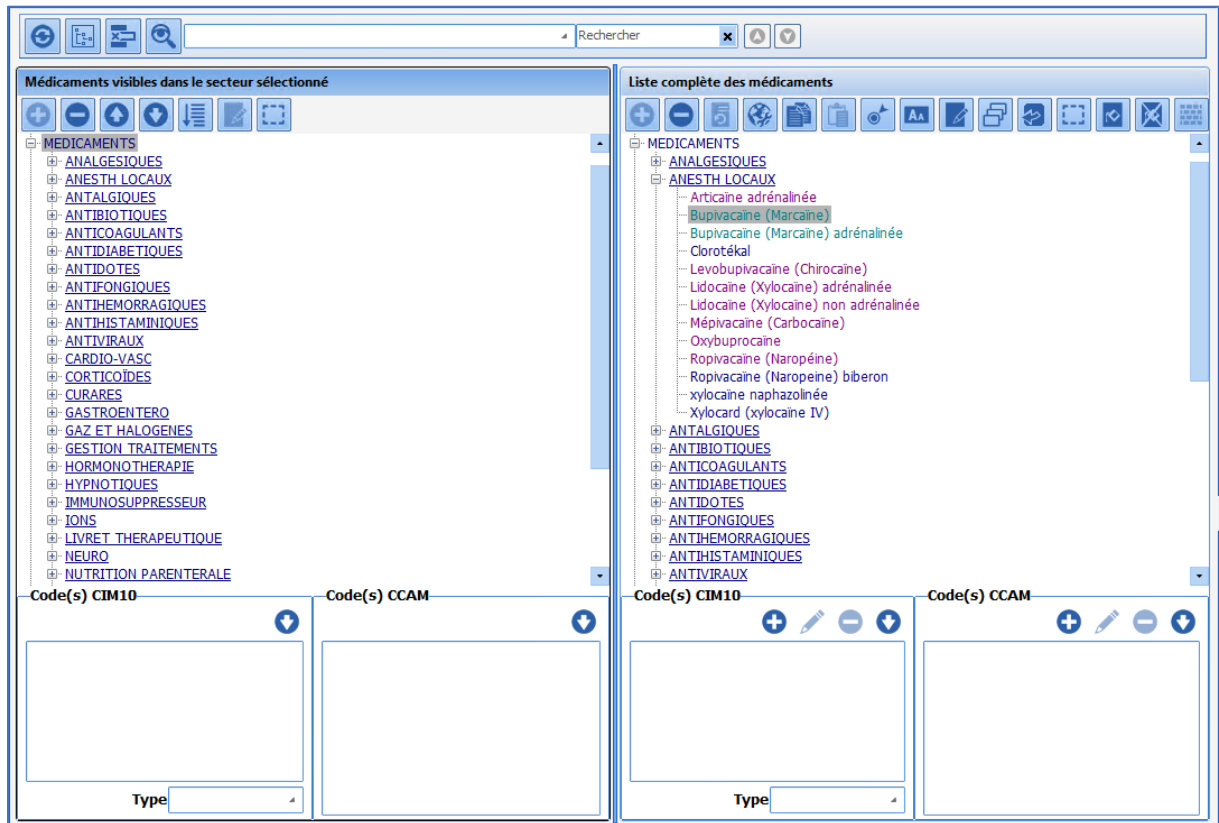 Rechercher
Médicaments visibles dans le secteur sélectionné
MEDICAMENTS
ANALGESIQUES
ANESTH LOCAUX
ANTALGIQUES
ANTIBIOTIQUES
ANTICOAGULANTS
ANTIDIABETIQUES
ANTIDOTES
ANTIFONGIQUES
ANTIHEMORRAGIQUES
ANTIHISTAMINIQUES
ANTIVIRAUX
CARDIO-VASC
CORTICOÏDES
CURARES
GASTROENTERO
GAZ ET HALOGENES
GESTION TRAITEMENTS
HORMONOTHERAPIE
HYPNOTIQUES
IMMUNOSUPPRESSEUR
IONS
LIVRET THERAPEUTIQUE
NEURO
NUTRITION PARENTERALE
Code(s) CIM10
Code(s) CCAM
Type
Liste complète des médicaments
AA
MEDICAMENTS
ANALGESIQUES
ANESTH LOCAUX
Articaïne adrénalinée
Bupivacaïne (Marcaïne)
Bupivacaïne (Marcaïne) adrénalinée
Clorotékal
Levobupivacaïne (Chirocaïne)
Lidocaïne (Xylocaïne) adrénalinée
Lidocaïne (Xylocaïne) non adrénalinée
Mépivacaïne (Carbocaïne)
Oxybuprocaïne
Ropivacaïne (Naropéine)
Ropivacaïne (Naropeine) biberon
xylocaïne naphazolinée
Xylocard (xylocaïne IV)
ANTALGIQUES
ANTIBIOTIQUES
ANTICOAGULANTS
ANTIDIABETIQUES
ANTIDOTES
ANTIFONGIQUES
ANTIHEMORRAGIQUES
ANTIHISTAMINIQUES
ANTIVIRAUX
Code(s) CIM10
Code(s) CCAM
Type